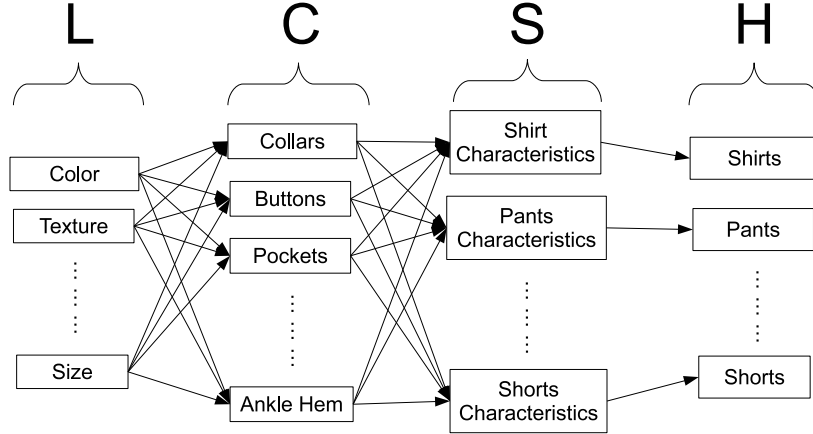 L
C
S
H
Color
Texture
Size
Collars
Buttons
Pockets
Ankle Hem
Shirt
Characteristics
Pants
Characteristics
Shorts
Characteristics
Shirts
Pants
Shorts